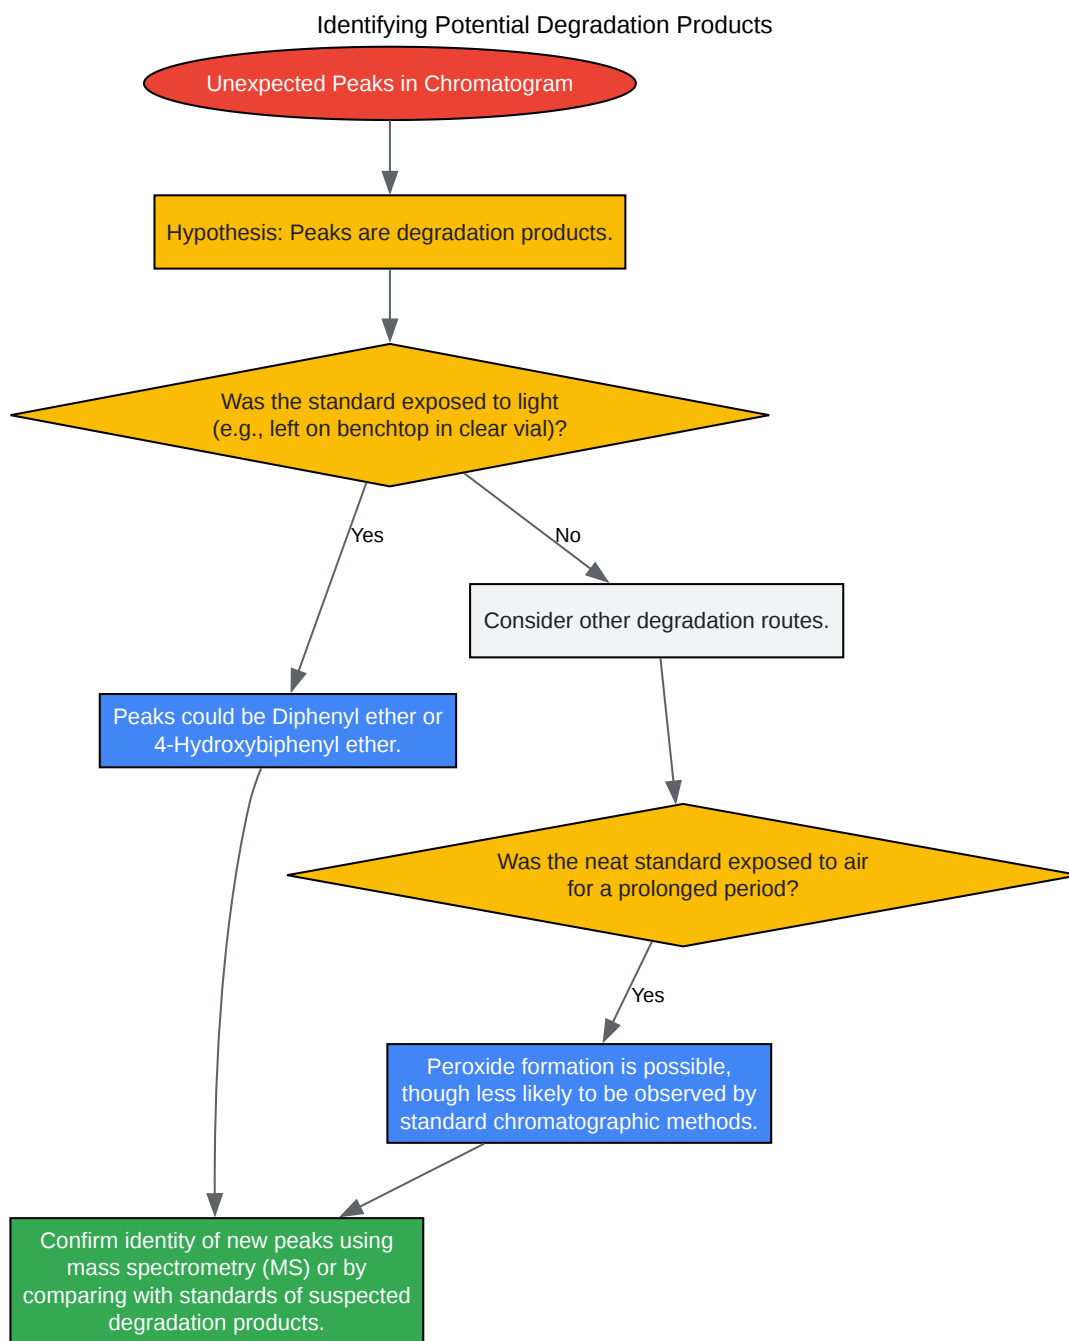 Identifying Potential Degradation Products
Unexpected Peaks in Chromatogram
Hypothesis: Peaks are degradation products.
Was the standard exposed to light
(e.g., left on benchtop in clear vial)?
Yes
No
Consider other degradation routes.
Peaks could be Diphenyl ether or
4-Hydroxybiphenyl ether.
Was the neat standard exposed to air
for a prolonged period?
Yes
Peroxide formation is possible,
though less likely to be observed by
standard chromatographic methods.
Confirm identity of new peaks using
mass spectrometry (MS) or by
comparing with standards of suspected
degradation products.